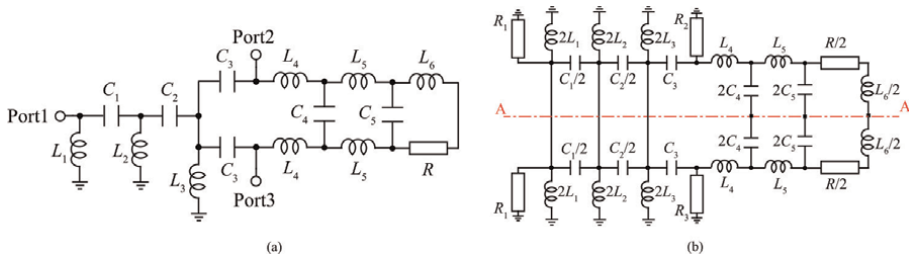 Port2
C3 L4 L5 L6
C1 C2
Port1
C4 C5
L1 L2
C3 L4 L5 R
L3
Port3
(a)
R1 2L1 2L2 2L3 R2 L4 L5 R/2
C1/2 C2/2 C3
2C4 2C5 L6/2
A A
2C4 2C5 L6/2
C1/2 C2/2 C3
L4 L5 R/2
R1 2L1 2L2 2L3 R3
(b)